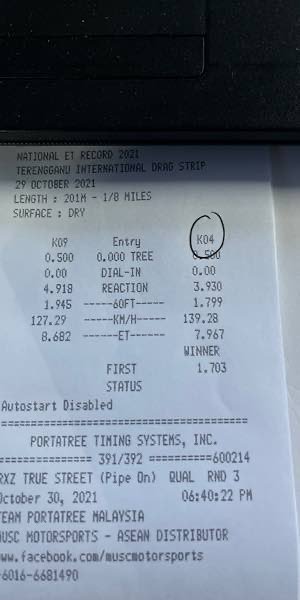 NATIONAL ET RECORD 2021
TERENGGANU INTERNATIONAL DRAG STRIP
29 OCTOBER 2021
LENGTH : 201M - 1/8 MILES
SURFACE : DRY
K09 Entry K04
0.500 0.000 TREE 0.500
0.00 DIAL-IN 0.00
4.918 REACTION 3.930
1.945 -----60FT----- 1.799
127.29 -----KM/H----- 139.28
8.682 ------ET------ 7.967
WINNER
FIRST 1.703
STATUS
Autostart Disabled
========================================
PORTATREE TIMING SYSTEMS, INC.
=============== 391/392 ==========600214
RXZ TRUE STREET (Pipe On) QUAL RND 3
October 30, 2021 06:40:22 PM
TEAM PORTATREE MALAYSIA
MUSC MOTORSPORTS - ASEAN DISTRIBUTOR
www.facebook.com/muscmotorsports
-6016-6681490